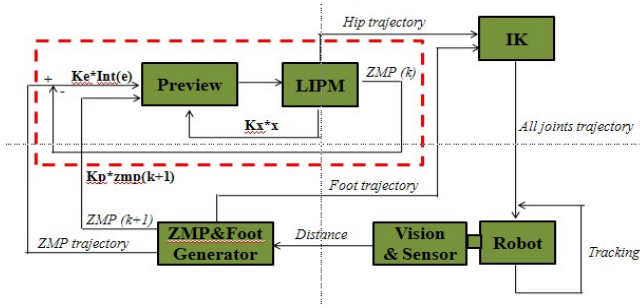 Hip trajectory
IK
+
Ke*Int(e)
-
Preview
LIPM
ZMP (k)
Kx*x
All joints trajectory
Kp*zmp(k+1)
Foot trajectory
ZMP (k+1)
ZMP trajectory
ZMP&Foot
Generator
Distance
Vision
& Sensor
Robot
Tracking